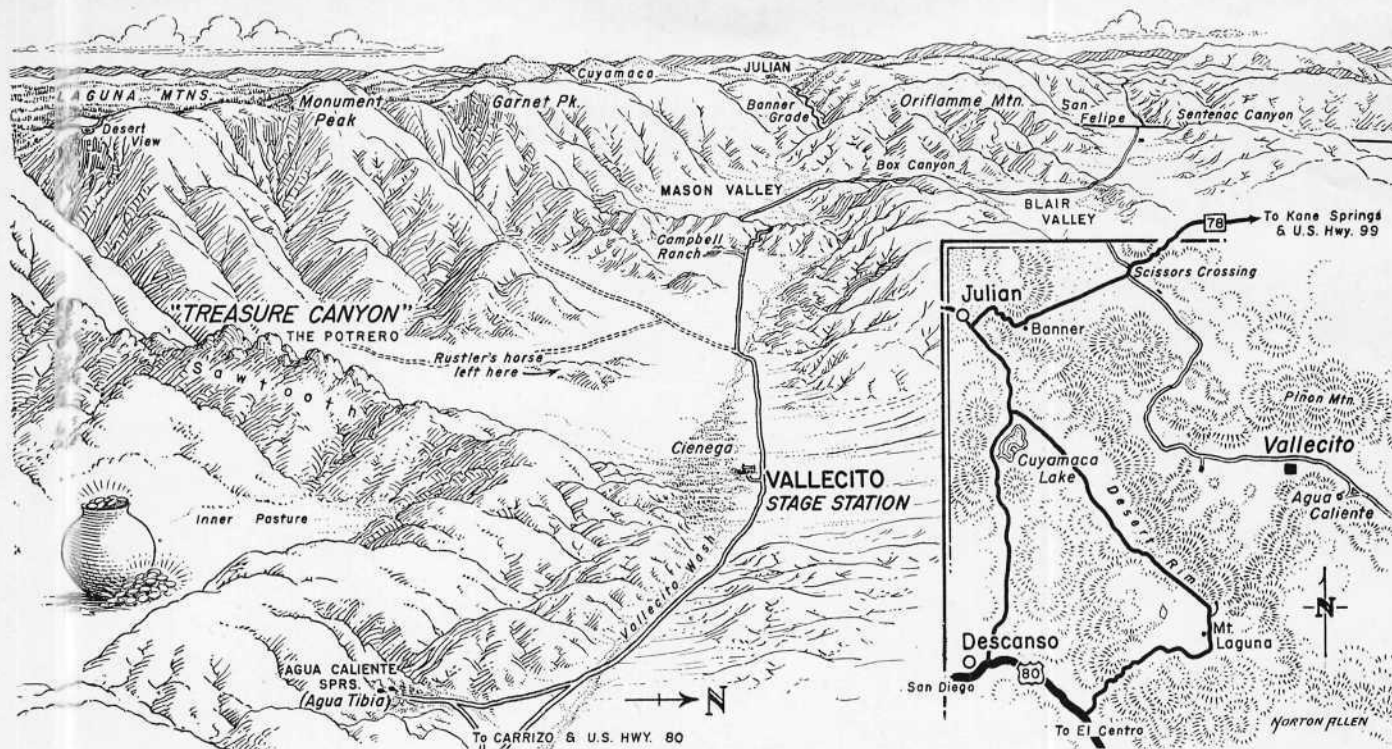 LAGUNA MTNS.
Desert
View
Monument
Peak
Garnet Pk.
Cuyamaca
JULIAN
Banner
Grade
Oriflamme Mtn.
San
Felipe
Sentenac Canyon
Box Canyon
MASON VALLEY
BLAIR
VALLEY
Campbell
Ranch
"TREASURE CANYON"
THE POTRERO
Rustler's horse
left here
Sawtooth
Cienega
VALLECITO
STAGE STATION
Inner Pasture
Vallecito Wash
AGUA CALIENTE
SPRS.
(Agua Tibia)
N
To CARRIZO & U.S. HWY. 80
78
To Kane Springs
& U.S. Hwy. 99
Scissors Crossing
Julian
Banner
Pinon Mtn.
Cuyamaca
Lake
Vallecito
Agua
Caliente
Desert Rim
Mt.
Laguna
N
Descanso
80
San Diego
To El Centro
NORTON ALLEN